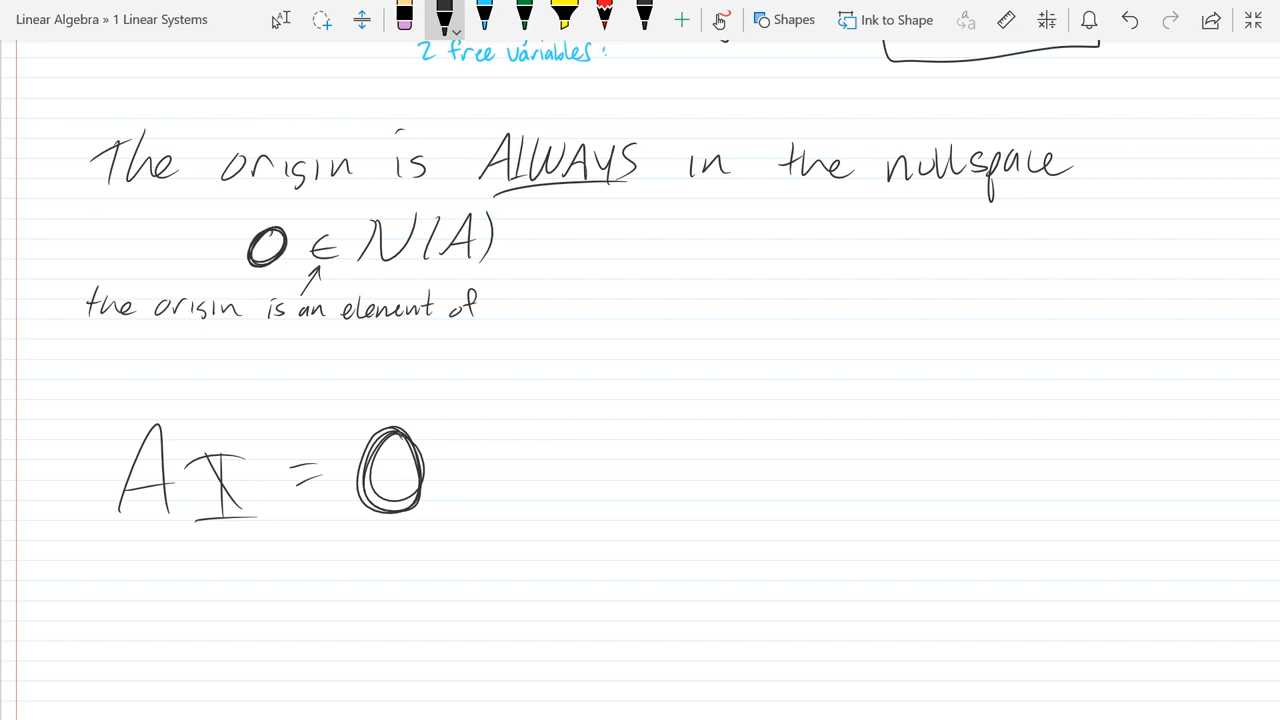 Linear Algebra » 1 Linear Systems
Shapes
Ink to Shape
2 free variables:
The origin is ALWAYS in the nullspace
0 ∈ N(A)
the origin is an element of
A = 0